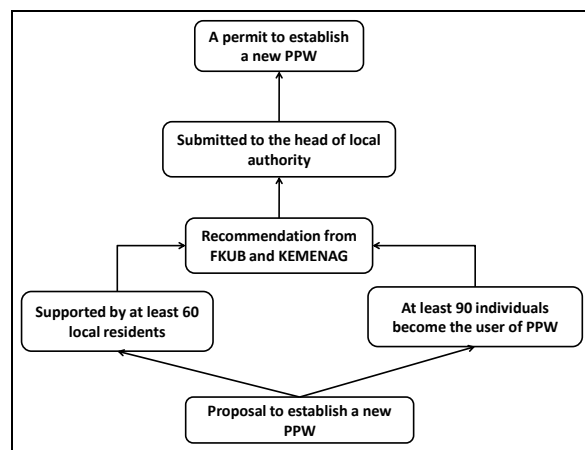 A permit to establish
a new PPW
Submitted to the head of local
authority
Recommendation from
FKUB and KEMENAG
Supported by at least 60
local residents
At least 90 individuals
become the user of PPW
Proposal to establish a new
PPW